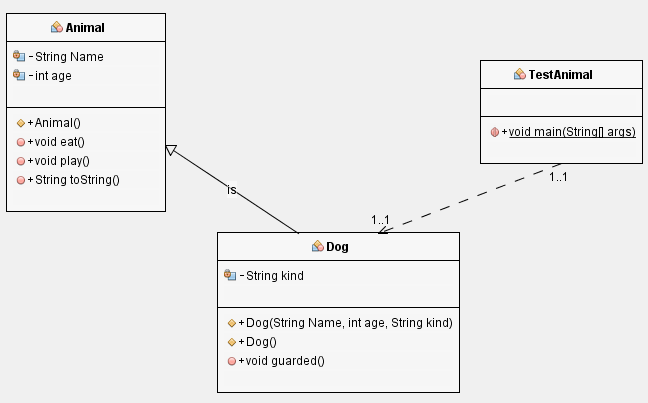 Animal
- String Name
- int age
+ Animal()
+ void eat()
+ void play()
+ String toString()
TestAnimal
+ void main(String[] args)
is
1..1
1..1
Dog
- String kind
+ Dog(String Name, int age, String kind)
+ Dog()
+ void guarded()